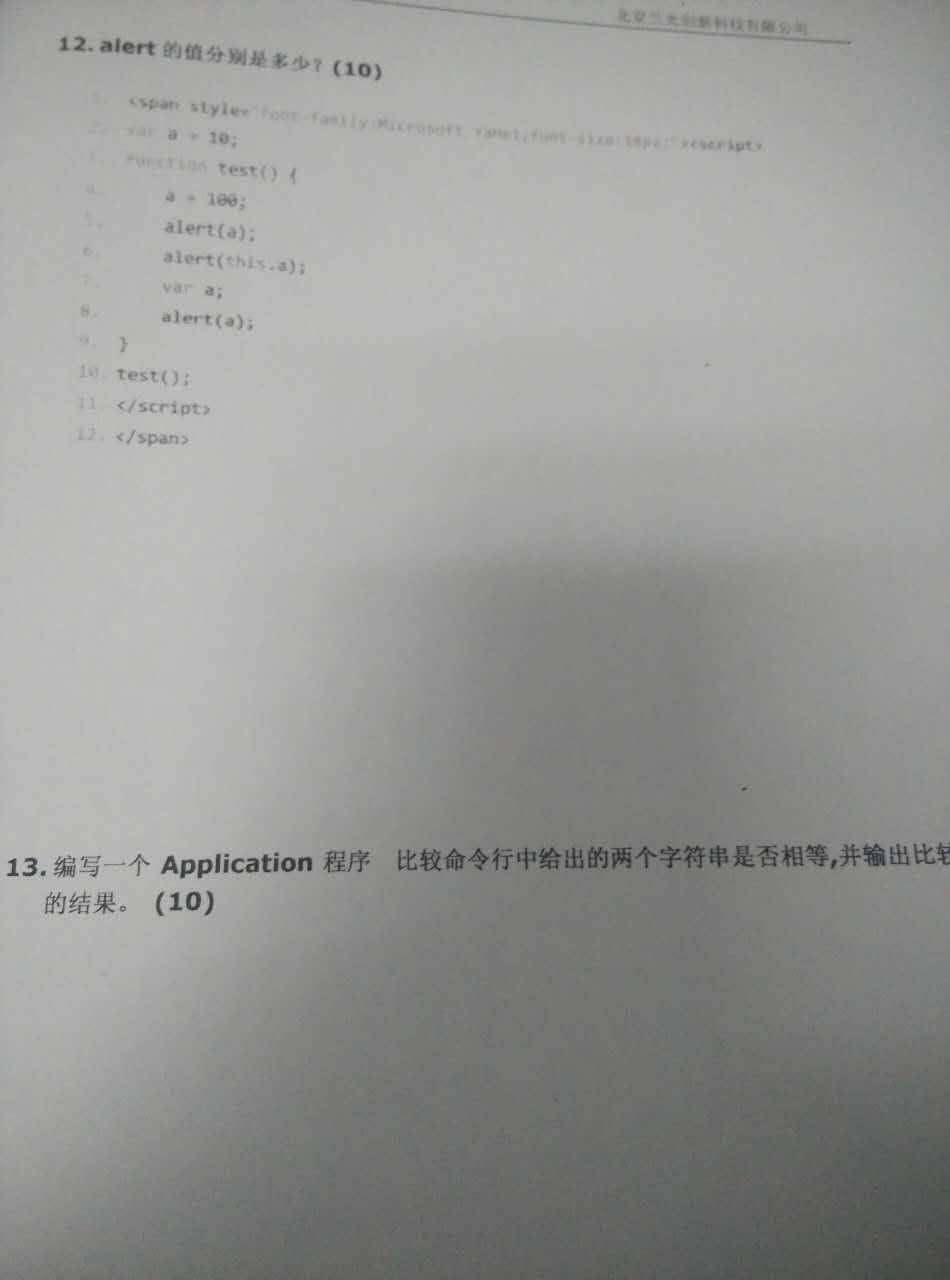 北京兰光创新科技有限公司
12. alert 的值分别是多少? (10)
1. <span style="font-family:Microsoft YaHei;font-size:18px;"><script>
2. var a = 10;
3. function test() {
4. a = 100;
5. alert(a);
6. alert(this.a);
7. var a;
8. alert(a);
9. }
10. test();
11. </script>
12. </span>
13. 编写一个 Application 程序 比较命令行中给出的两个字符串是否相等,并输出比较
的结果。 (10)